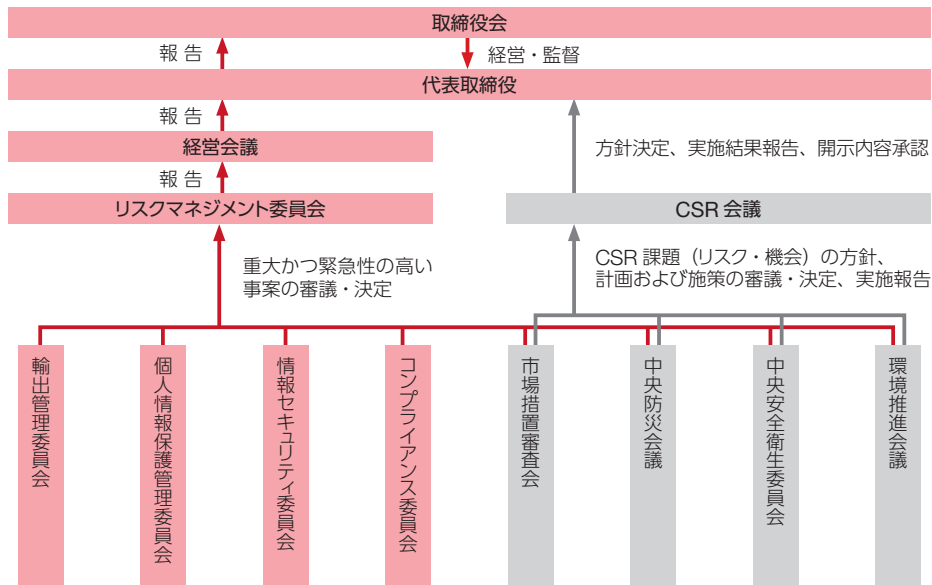 取締役会
報 告
経営・監督
代表取締役
報 告
経営会議
方針決定、実施結果報告、開示内容承認
報 告
リスクマネジメント委員会
CSR 会議
重大かつ緊急性の高い
事案の審議・決定
CSR 課題（リスク・機会）の方針、
計画および施策の審議・決定、実施報告
輸出管理委員会
個人情報保護管理委員会
情報セキュリティ委員会
コンプライアンス委員会
市場措置審査会
中央防災会議
中央安全衛生委員会
環境推進会議